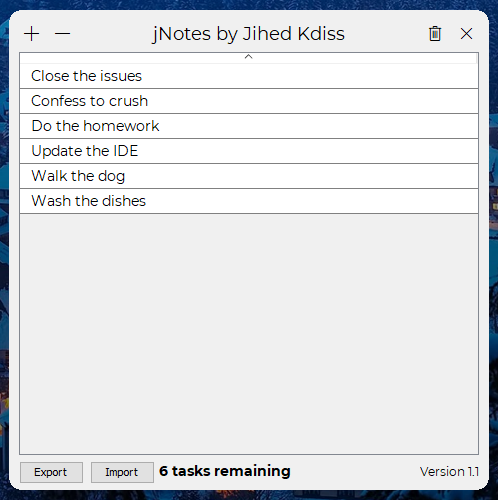 jNotes by Jihed Kdiss
Close the issues
Confess to crush
Do the homework
Update the IDE
Walk the dog
Wash the dishes
Export Import 6 tasks remaining Version 1.1